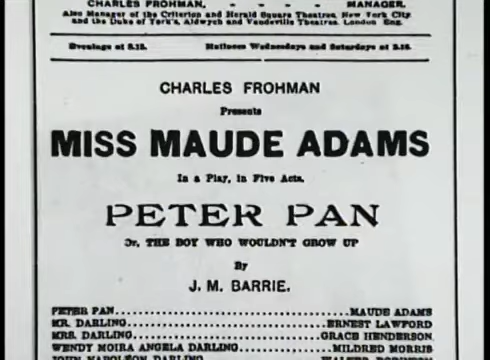 CHARLES FROHMAN, - - - - MANAGER.
Also Manager of the Criterion and Herald Square Theatres, New York City
and the Duke of York's, Aldwych and Vaudeville Theatres, London Eng.
Evenings at 8.15. Matinees Wednesdays and Saturdays at 2.15.
CHARLES FROHMAN
Presents
MISS MAUDE ADAMS
In a Play, in Five Acts,
PETER PAN
Or, THE BOY WHO WOULDN'T GROW UP
By
J. M. BARRIE.
PETER PAN........................................MAUDE ADAMS
MR. DARLING..................................ERNEST LAWFORD
MRS. DARLING................................GRACE HENDERSON
WENDY MOIRA ANGELA DARLING................MILDRED MORRIS
JOHN NAPOLEON DARLING